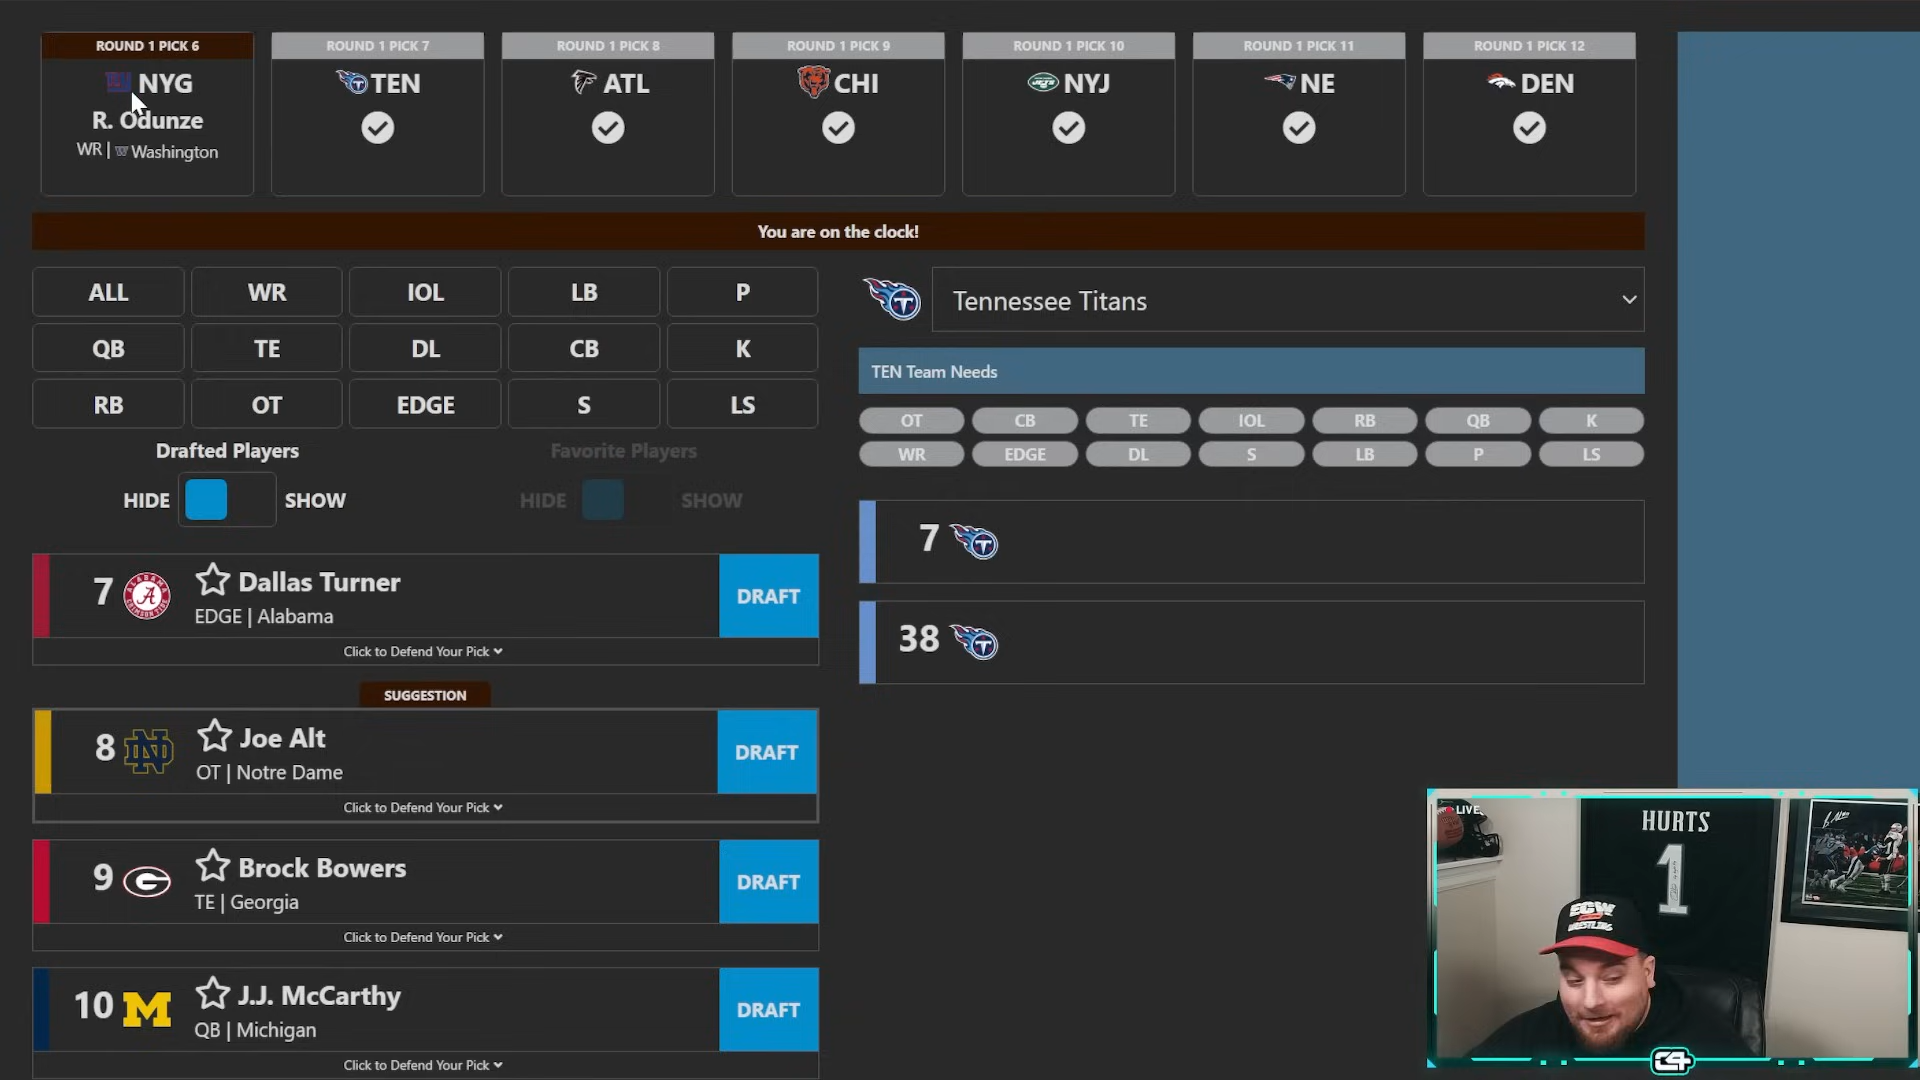 ROUND 1 PICK 6
NYG
R. Odunze
WR | W Washington
ROUND 1 PICK 7
TEN
ROUND 1 PICK 8
ATL
ROUND 1 PICK 9
CHI
ROUND 1 PICK 10
NYJ
ROUND 1 PICK 11
NE
ROUND 1 PICK 12
DEN
You are on the clock!
ALL WR IOL LB P
QB TE DL CB K
RB OT EDGE S LS
Drafted Players
HIDE SHOW
Favorite Players
HIDE SHOW
7 Dallas Turner
EDGE | Alabama
DRAFT
Click to Defend Your Pick
SUGGESTION
8 Joe Alt
OT | Notre Dame
DRAFT
Click to Defend Your Pick
9 G Brock Bowers
TE | Georgia
DRAFT
Click to Defend Your Pick
10 M J.J. McCarthy
QB | Michigan
DRAFT
Click to Defend Your Pick
T Tennessee Titans
TEN Team Needs
OT CB TE IOL RB QB K
WR EDGE DL S LB P LS
7 T
38 T
LIVE
HURTS
1
ECW
WRESTLING
C4